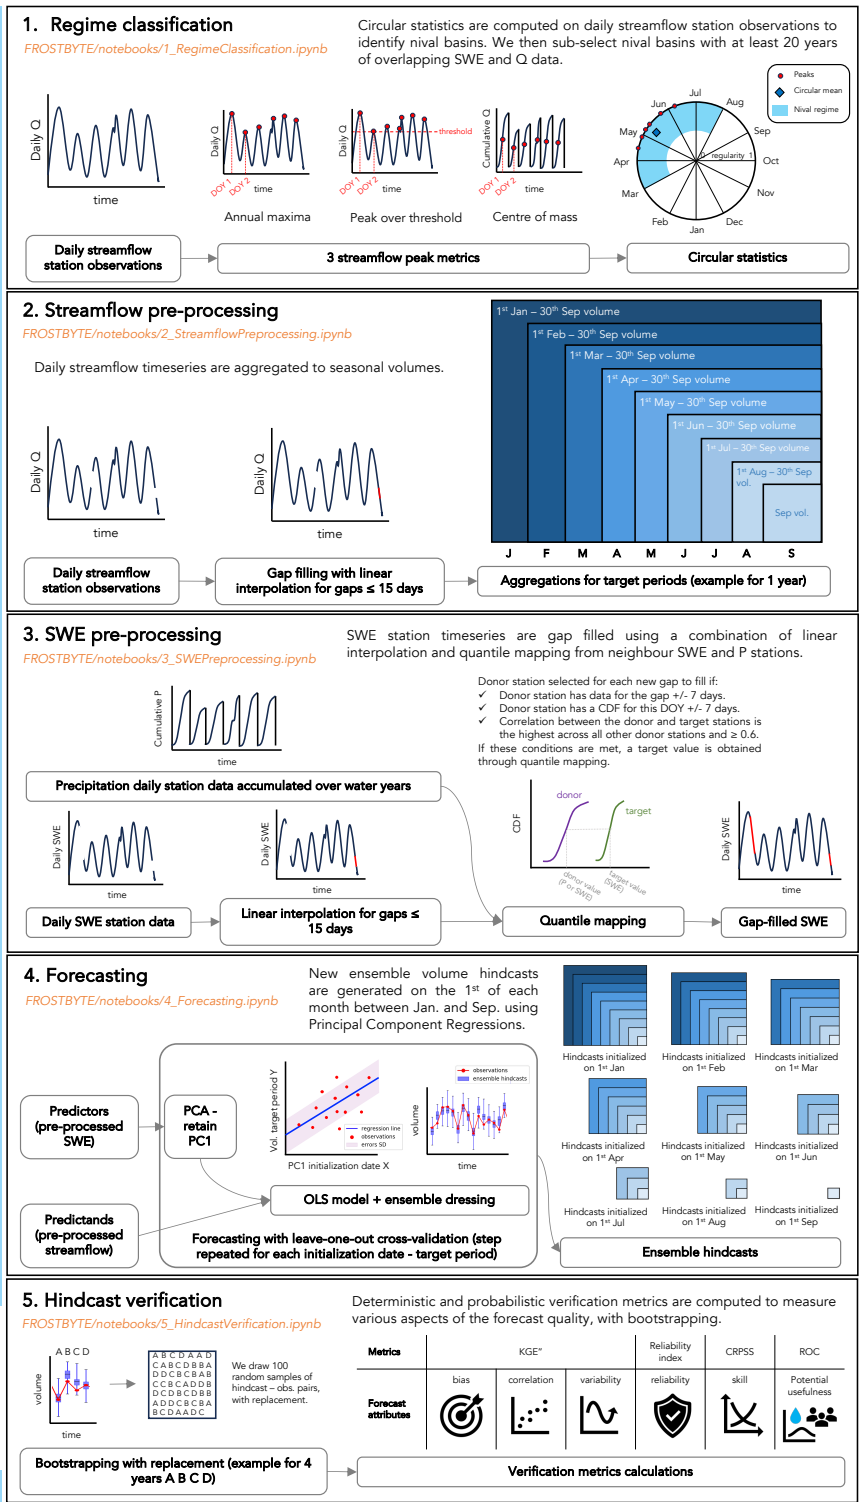 1. Regime classification
FROSTBYTE/notebooks/1_RegimeClassification.ipynb
Circular statistics are computed on daily streamflow station observations to
identify nival basins. We then sub-select nival basins with at least 20 years
of overlapping SWE and Q data.
Peaks
Circular mean
Nival regime
Daily Q
time
Daily Q
DOY 1
DOY 2
time
Annual maxima
Daily Q
threshold
DOY 1
DOY 2
time
Peak over threshold
Cumulative Q
DOY 1
DOY 2
time
Centre of mass
Jul
Aug
Sep
Oct
Nov
Dec
Jan
Feb
Mar
Apr
May
Jun
0 regularity 1
Daily streamflow
station observations
3 streamflow peak metrics
Circular statistics
2. Streamflow pre-processing
FROSTBYTE/notebooks/2_StreamflowPreprocessing.ipynb
Daily streamflow timeseries are aggregated to seasonal volumes.
Daily Q
time
Daily Q
time
1st Jan – 30th Sep volume
1st Feb – 30th Sep volume
1st Mar – 30th Sep volume
1st Apr – 30th Sep volume
1st May – 30th Sep volume
1st Jun – 30th Sep volume
1st Jul – 30th Sep volume
1st Aug – 30th Sep
vol.
Sep vol.
J F M A M J J A S
Daily streamflow
station observations
Gap filling with linear
interpolation for gaps ≤ 15 days
Aggregations for target periods (example for 1 year)
3. SWE pre-processing
FROSTBYTE/notebooks/3_SWEPreprocessing.ipynb
SWE station timeseries are gap filled using a combination of linear
interpolation and quantile mapping from neighbour SWE and P stations.
Cumulative P
time
Precipitation daily station data accumulated over water years
Donor station selected for each new gap to fill if:
✓ Donor station has data for the gap +/- 7 days.
✓ Donor station has a CDF for this DOY +/- 7 days.
✓ Correlation between the donor and target stations is
the highest across all other donor stations and ≥ 0.6.
If these conditions are met, a target value is obtained
through quantile mapping.
Daily SWE
time
Daily SWE
time
CDF
donor
target
donor value
(P or SWE)
target value
(SWE)
Daily SWE
time
Daily SWE station data
Linear interpolation for gaps ≤
15 days
Quantile mapping
Gap-filled SWE
4. Forecasting
FROSTBYTE/notebooks/4_Forecasting.ipynb
New ensemble volume hindcasts
are generated on the 1st of each
month between Jan. and Sep. using
Principal Component Regressions.
Predictors
(pre-processed
SWE)
Predictands
(pre-processed
streamflow)
PCA -
retain
PC1
Vol. target period Y
regression line
observations
errors SD
PC1 initialization date X
observations
ensemble hindcasts
volume
time
OLS model + ensemble dressing
Forecasting with leave-one-out cross-validation (step
repeated for each initialization date - target period)
Hindcasts initialized
on 1st Jan
Hindcasts initialized
on 1st Feb
Hindcasts initialized
on 1st Mar
Hindcasts initialized
on 1st Apr
Hindcasts initialized
on 1st May
Hindcasts initialized
on 1st Jun
Hindcasts initialized
on 1st Jul
Hindcasts initialized
on 1st Aug
Hindcasts initialized
on 1st Sep
Ensemble hindcasts
5. Hindcast verification
FROSTBYTE/notebooks/5_HindcastVerification.ipynb
Deterministic and probabilistic verification metrics are computed to measure
various aspects of the forecast quality, with bootstrapping.
A B C D
volume
time
A B C D A A D
C A B C D B B A
D D C B C B A B
C C B C A D D B
D C D B C D B B
A D D C B C B A
B C D A A D C
We draw 100
random samples of
hindcast – obs. pairs,
with replacement.
Bootstrapping with replacement (example for 4
years A B C D)
Metrics
KGE″
Reliability
index
CRPSS
ROC
Forecast
attributes
bias
correlation
variability
reliability
skill
Potential
usefulness
Verification metrics calculations